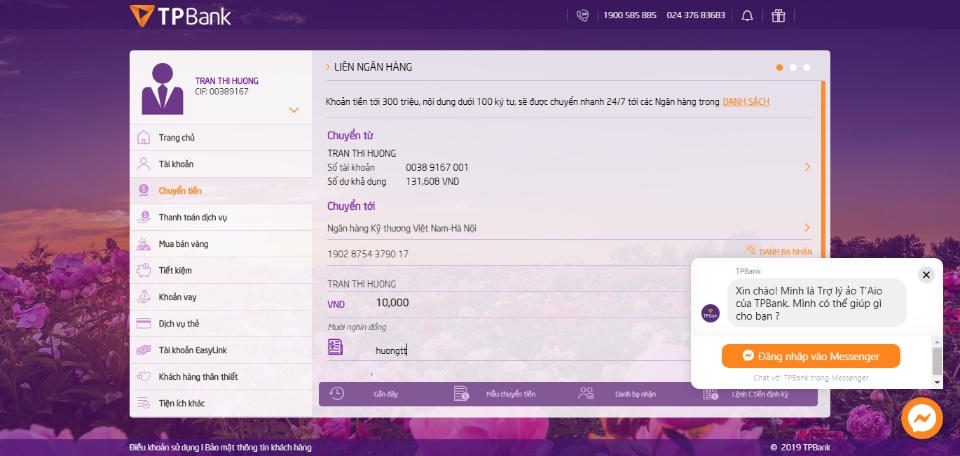 TPBank
1900 585 885 024 376 83683
TRAN THI HUONG
CIF: 00389167
Trang chủ
Tài khoản
Chuyển tiền
Thanh toán dịch vụ
Mua bán vàng
Tiết kiệm
Khoản vay
Dịch vụ thẻ
Tài khoản EasyLink
Khách hàng thân thiết
Tiện ích khác
LIÊN NGÂN HÀNG
Khoản tiền tới 300 triệu, nội dung dưới 100 ký tự, sẽ được chuyển nhanh 24/7 tới các Ngân hàng trong DANH SÁCH
Chuyển từ
TRAN THI HUONG
Số tài khoản 0038 9167 001
Số dư khả dụng 131,608 VND
Chuyển tới
Ngân hàng Kỹ thương Việt Nam-Hà Nội
1902 8754 3790 17 DANH BẠ NHẬN
TRAN THI HUONG
VND 10,000
Mười nghìn đồng
huongtt
Gần đây Mẫu chuyển tiền Danh bạ nhận Lệnh C.tiền định kỳ
TPBank
Xin chào! Mình là Trợ lý ảo T'Aio
của TPBank. Mình có thể giúp gì
cho bạn ?
TPBank
Đăng nhập vào Messenger
Chat với TPBank trong Messenger
Điều khoản sử dụng | Bảo mật thông tin khách hàng
© 2019 TPBank